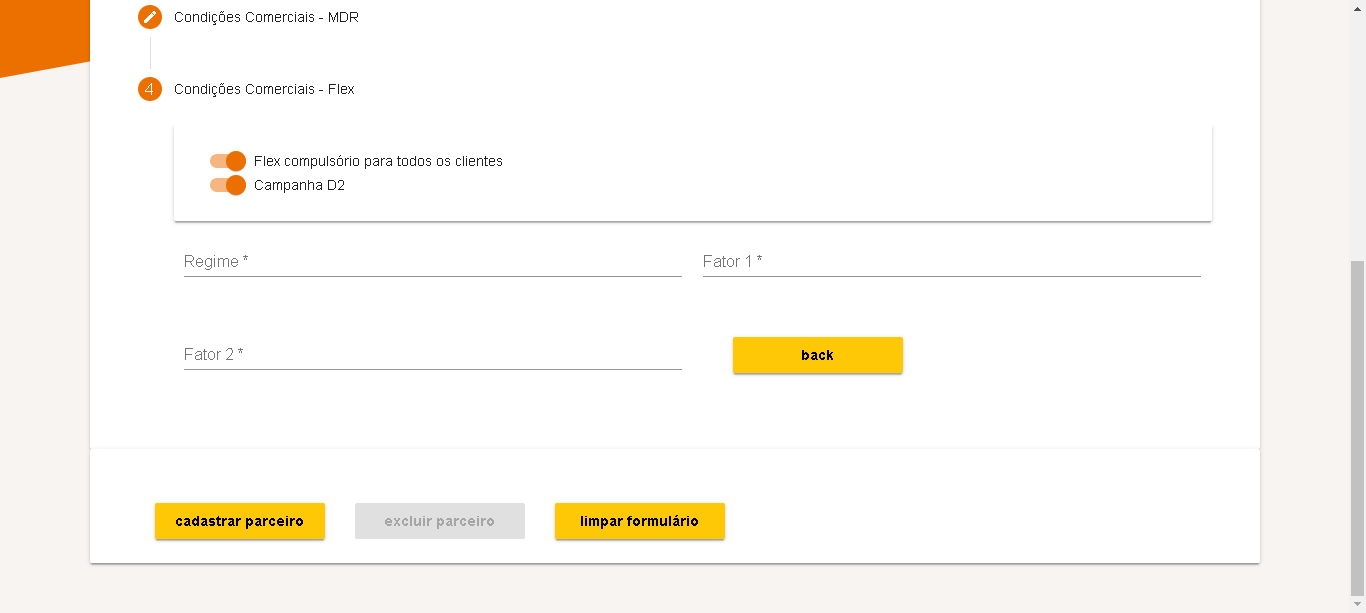 Condições Comerciais - MDR
4
Condições Comerciais - Flex
Flex compulsório para todos os clientes
Campanha D2
Regime *
Fator 1 *
Fator 2 *
back
cadastrar parceiro
excluir parceiro
limpar formulário